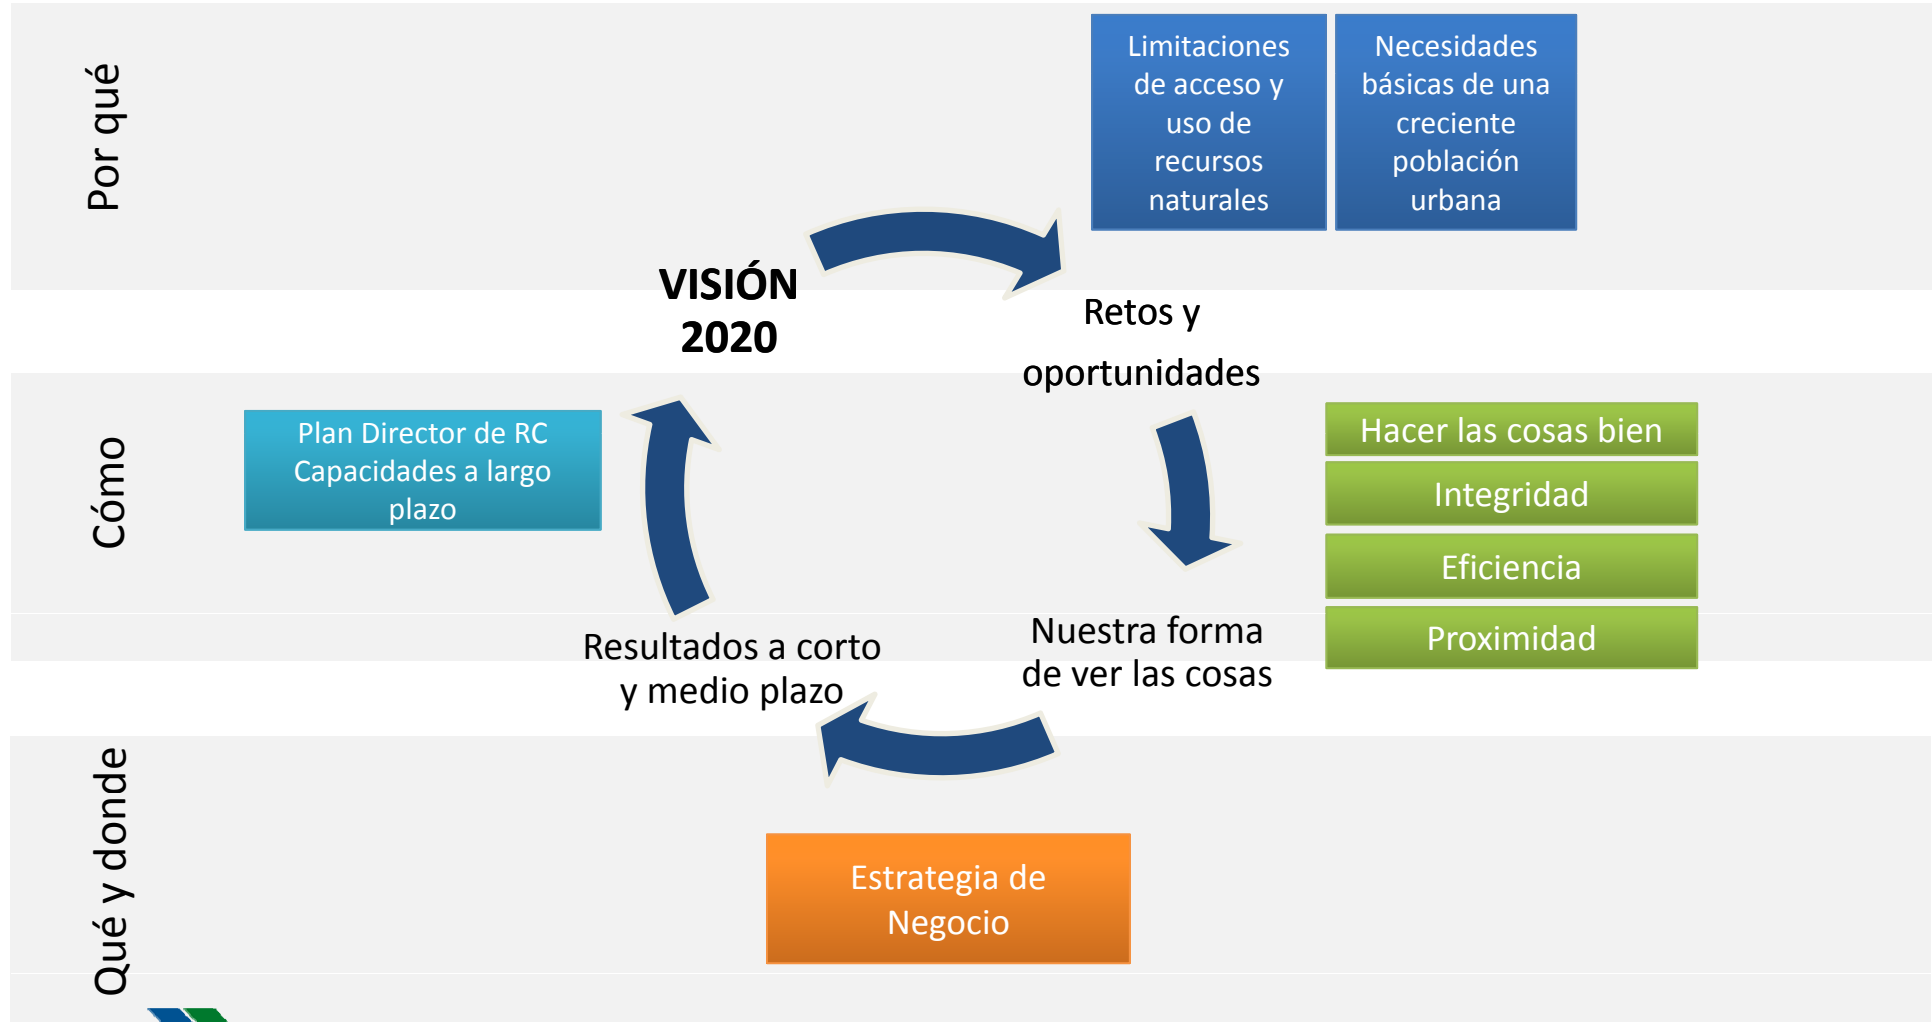 Por qué
Limitaciones
de acceso y
uso de
recursos
naturales
Necesidades
básicas de una
creciente
población
urbana
VISIÓN
2020
Retos y
oportunidades
Cómo
Plan Director de RC
Capacidades a largo
plazo
Hacer las cosas bien
Integridad
Eficiencia
Proximidad
Resultados a corto
y medio plazo
Nuestra forma
de ver las cosas
Qué y donde
Estrategia de
Negocio